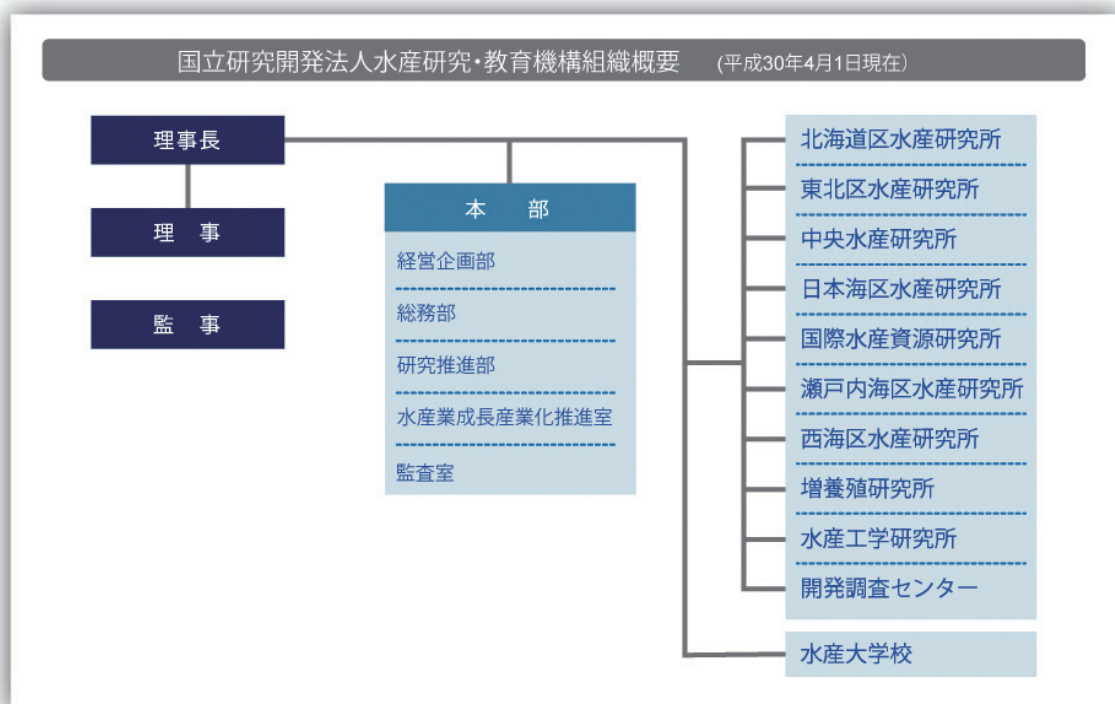 国立研究開発法人水産研究・教育機構組織概要 (平成30年4月1日現在)
理事長
理 事
監 事
本 部
経営企画部
総務部
研究推進部
水産業成長産業化推進室
監査室
北海道区水産研究所
東北区水産研究所
中央水産研究所
日本海区水産研究所
国際水産資源研究所
瀬戸内海区水産研究所
西海区水産研究所
増養殖研究所
水産工学研究所
開発調査センター
水産大学校